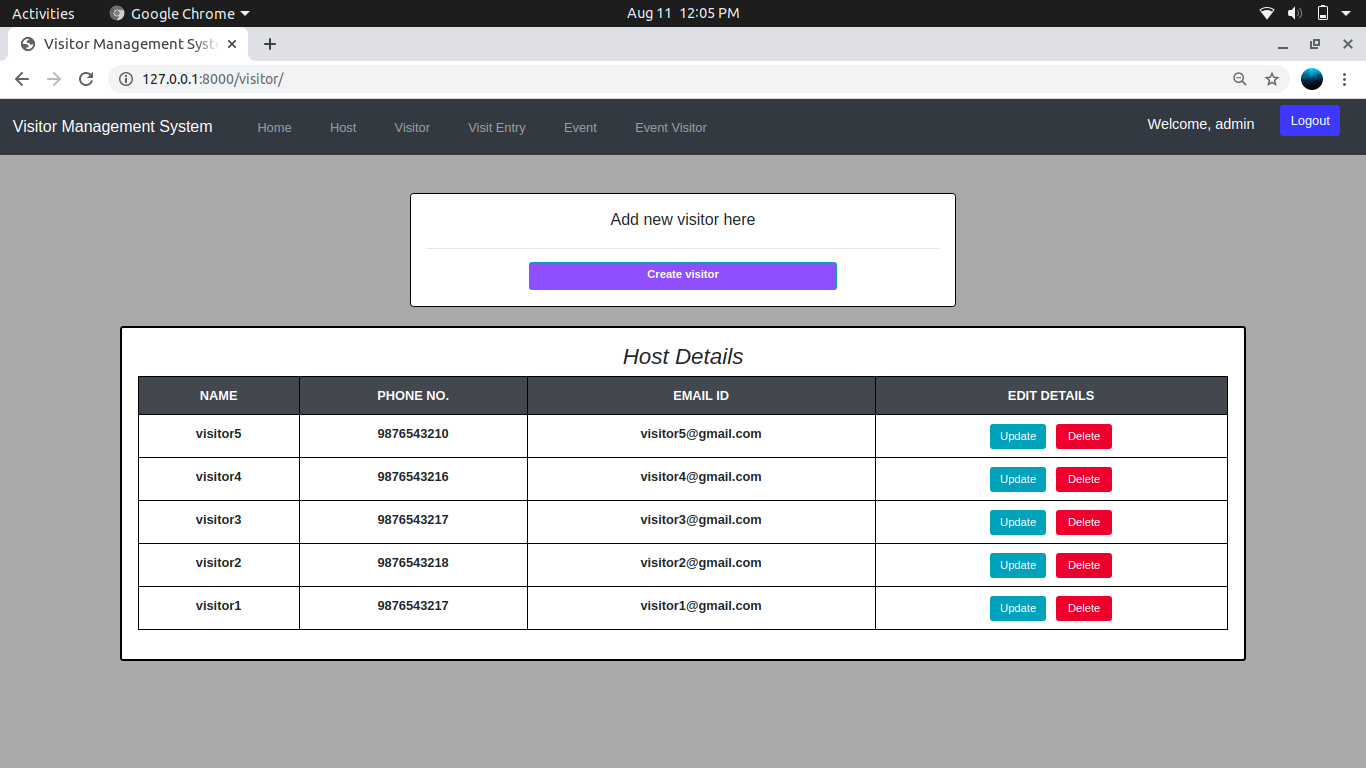 Activities Google Chrome Aug 11 12:05 PM
Visitor Management Syst
127.0.0.1:8000/visitor/
Visitor Management System Home Host Visitor Visit Entry Event Event Visitor Welcome, admin Logout
Add new visitor here
Create visitor
Host Details
NAME PHONE NO. EMAIL ID EDIT DETAILS
visitor5 9876543210 visitor5@gmail.com Update Delete
visitor4 9876543216 visitor4@gmail.com Update Delete
visitor3 9876543217 visitor3@gmail.com Update Delete
visitor2 9876543218 visitor2@gmail.com Update Delete
visitor1 9876543217 visitor1@gmail.com Update Delete